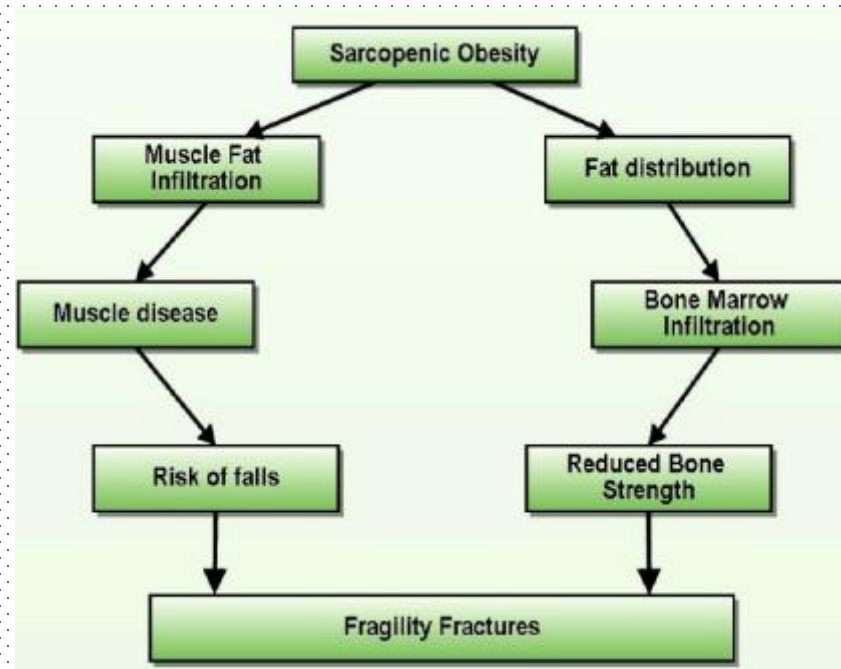 Sarcopenic Obesity
Muscle Fat
Infiltration
Fat distribution
Muscle disease
Bone Marrow
Infiltration
Risk of falls
Reduced Bone
Strength
Fragility Fractures